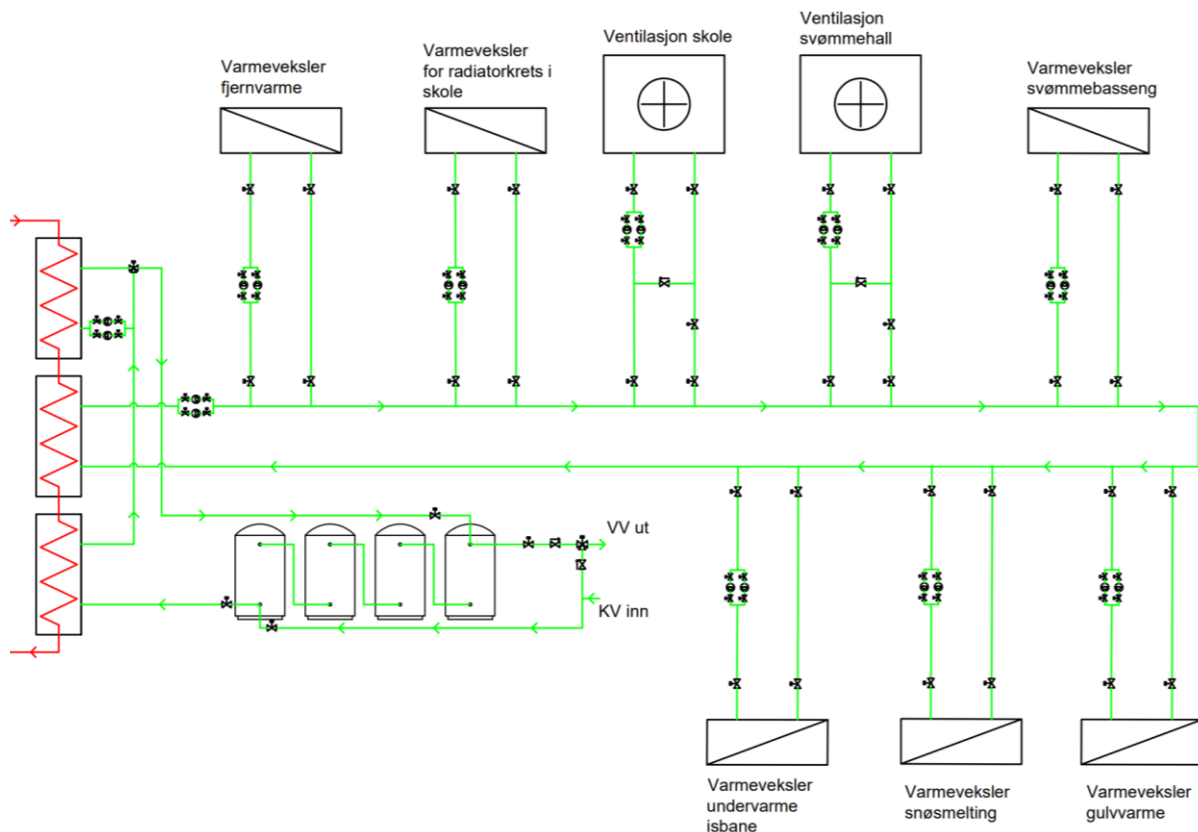 Varmeveksler
fjernvarme
Varmeveksler
for radiatorkrets i
skole
Ventilasjon skole
Ventilasjon
svømmehall
Varmeveksler
svømmebasseng
VV ut
KV inn
Varmeveksler
undervarme
isbane
Varmeveksler
snøsmelting
Varmeveksler
gulvvarme